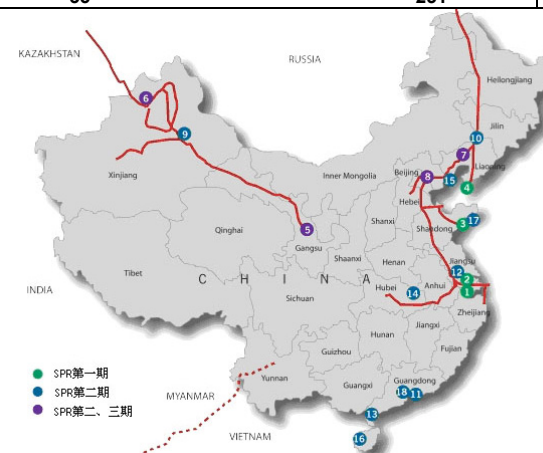 KAZAKHSTAN
RUSSIA
Heilongjiang
6
Jilin
10
9
7
Liaoning
Xinjiang
Inner Mongolia
Beijing
8
15
4
Hebei
Shanxi
Shandong
3
17
Qinghai
5
Gansu
Shaanxi
Henan
Jiangsu
12
2
1
Tibet
CHINA
Hubei
14
Anhui
INDIA
Sichuan
Zhejiang
Hunan
Jiangxi
Fujian
Guizhou
SPR第一期
Yunnan
Guangxi
Guangdong
18
11
SPR第二期
MYANMAR
SPR第二、三期
13
VIETNAM
16